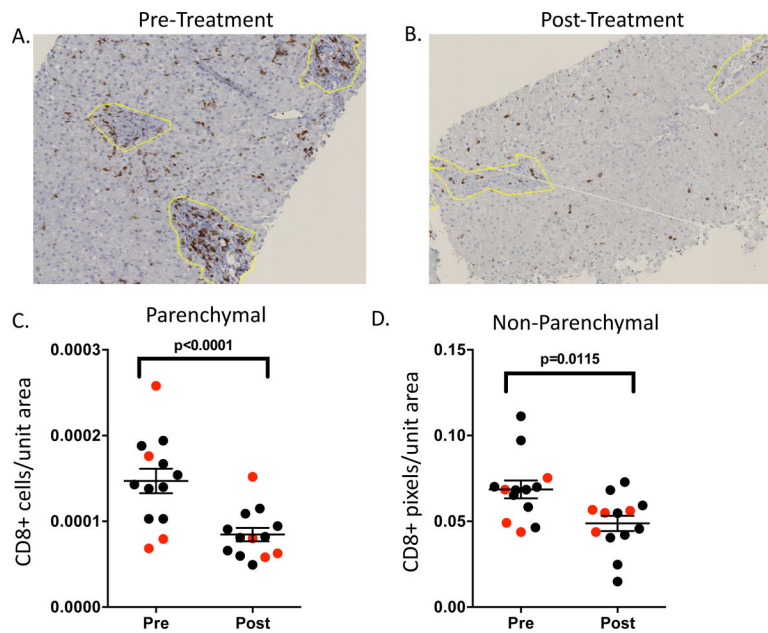 Pre-Treatment
Post-Treatment
A.
B.
C.
Parenchymal
p<0.0001
CD8+ cells/unit area
0.0003
0.0002
0.0001
0.0000
Pre
Post
D.
Non-Parenchymal
p=0.0115
CD8+ pixels/unit area
0.15
0.10
0.05
0.00
Pre
Post